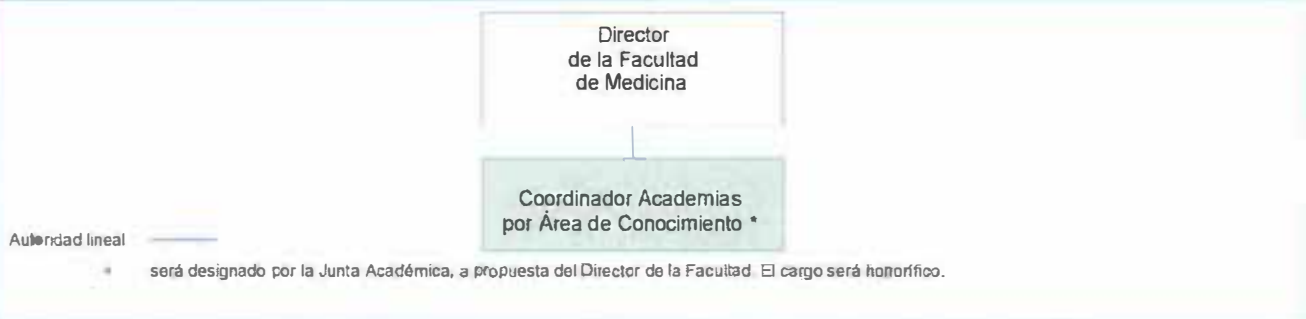 Director
de la Facultad
de Medicina
Coordinador Academias
por Área de Conocimiento *
Autoridad lineal
* será designado por la Junta Académica, a propuesta del Director de la Facultad. El cargo será honorífico.